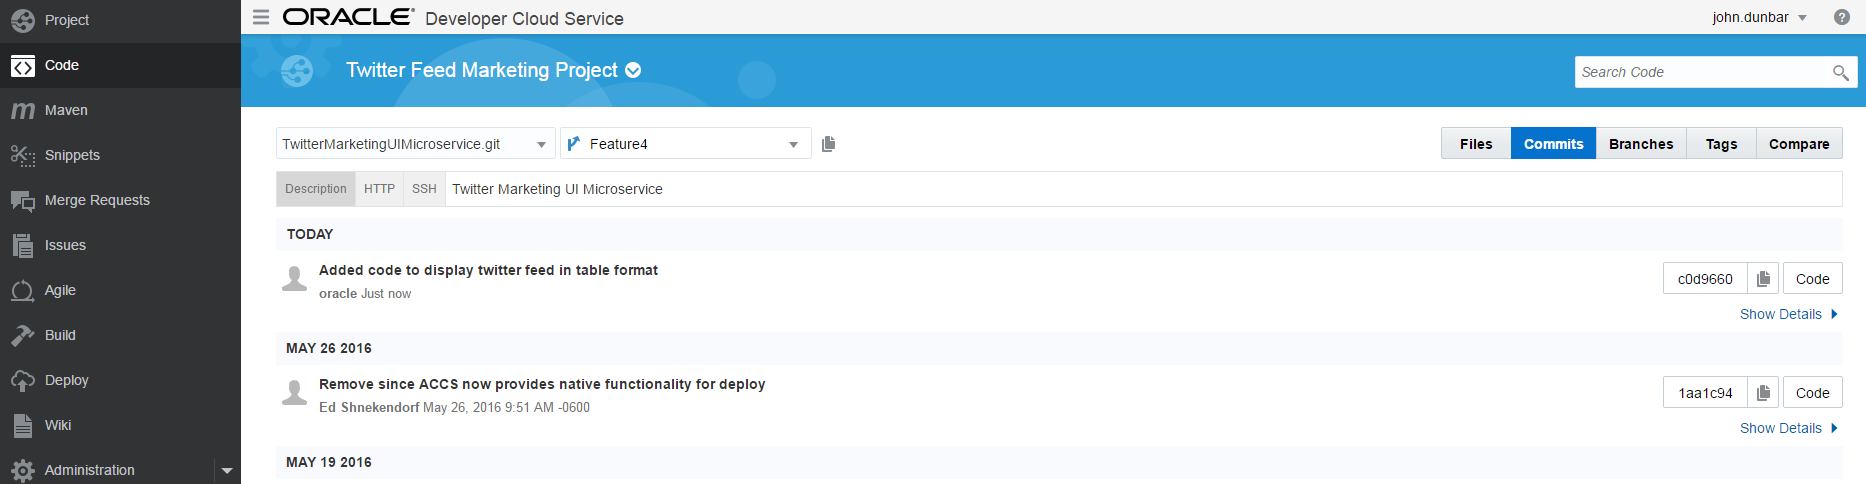 Project
Code
Maven
Snippets
Merge Requests
Issues
Agile
Build
Deploy
Wiki
Administration
ORACLE Developer Cloud Service
john.dunbar
Twitter Feed Marketing Project
Search Code
TwitterMarketingUIMicroservice.git
Feature4
Files Commits Branches Tags Compare
Description HTTP SSH Twitter Marketing UI Microservice
TODAY
Added code to display twitter feed in table format
oracle Just now
c0d9660 Code
Show Details
MAY 26 2016
Remove since ACCS now provides native functionality for deploy
Ed Shnekendorf May 26, 2016 9:51 AM -0600
1aa1c94 Code
Show Details
MAY 19 2016